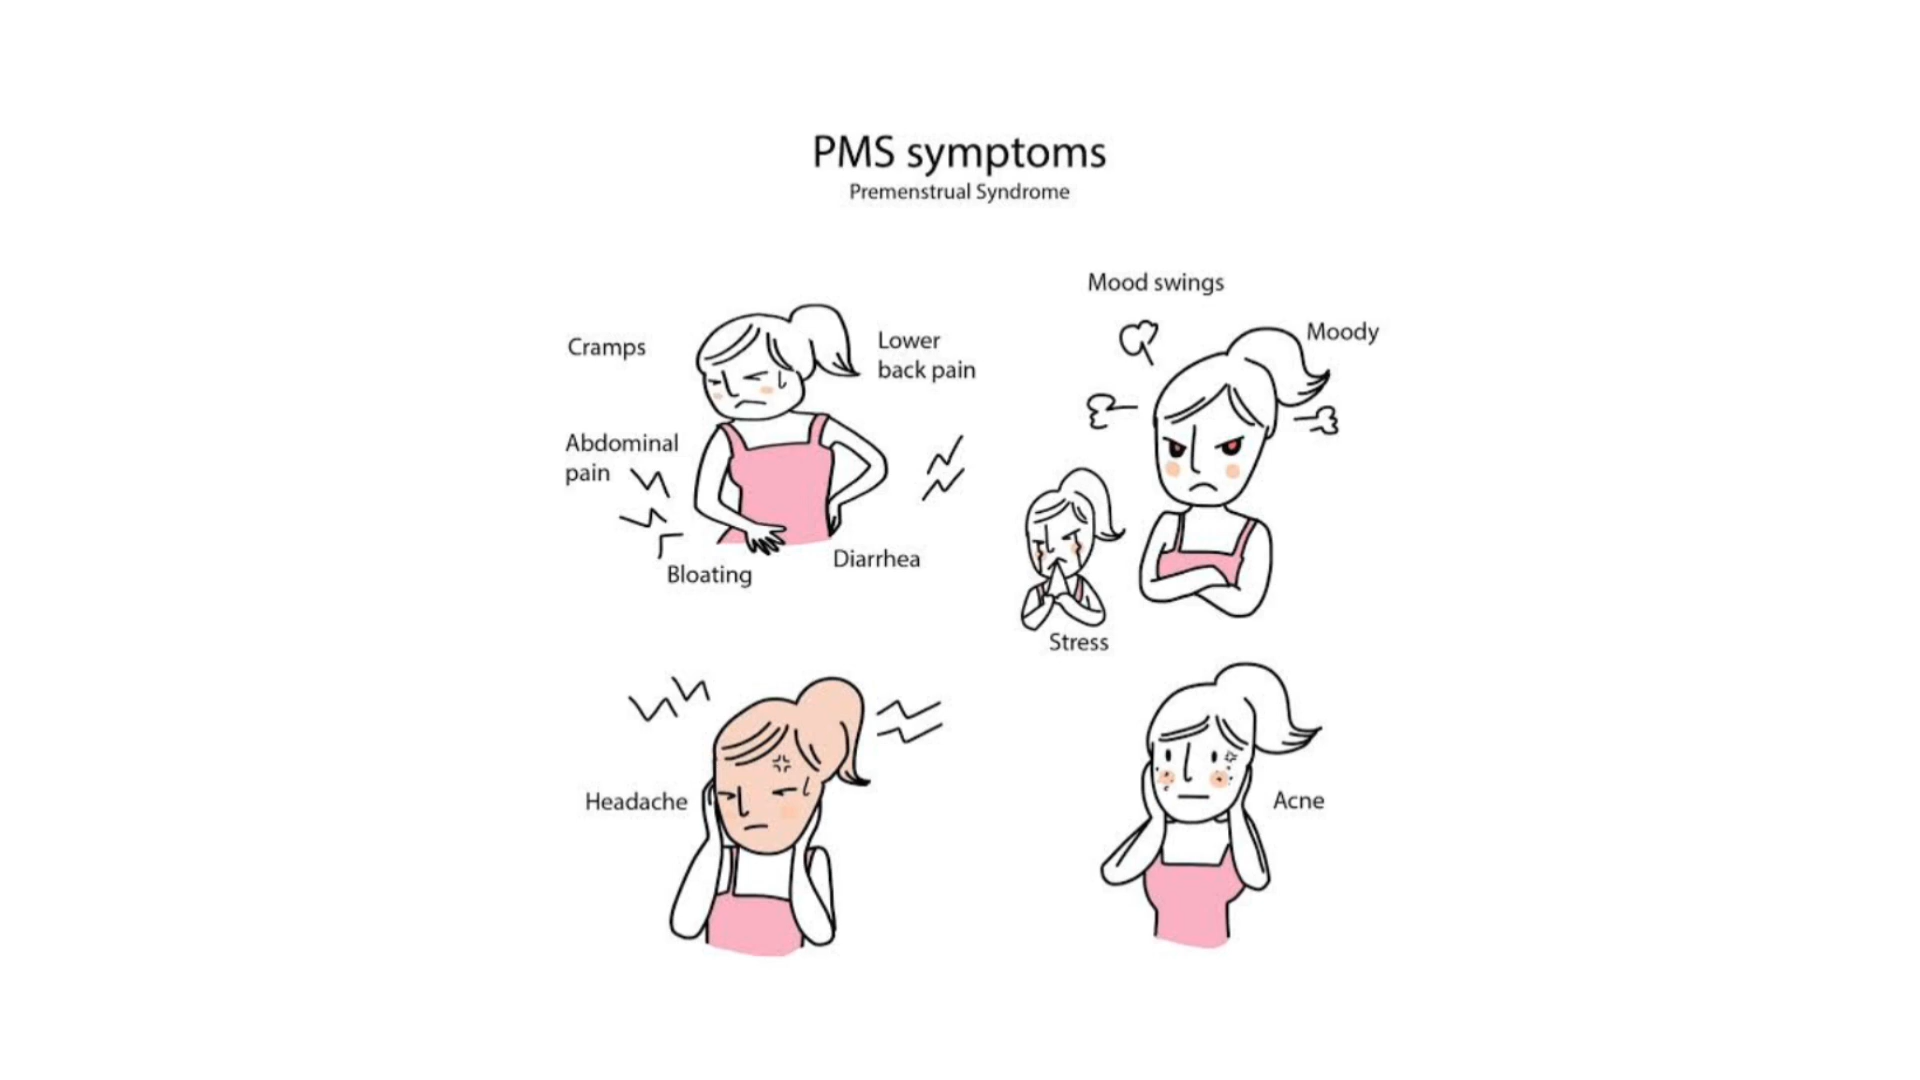 PMS symptoms
Premenstrual Syndrome
Cramps
Lower
back pain
Abdominal
pain
Bloating
Diarrhea
Mood swings
Moody
Stress
Headache
Acne